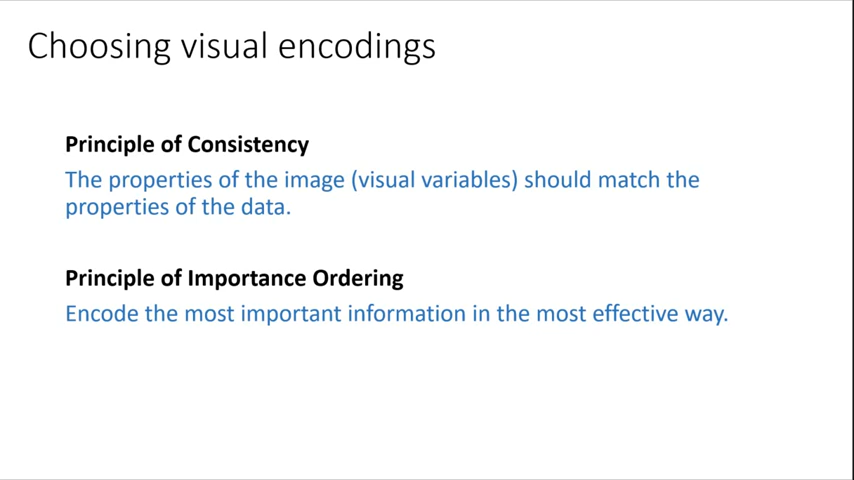 Choosing visual encodings
Principle of Consistency
The properties of the image (visual variables) should match the
properties of the data.
Principle of Importance Ordering
Encode the most important information in the most effective way.